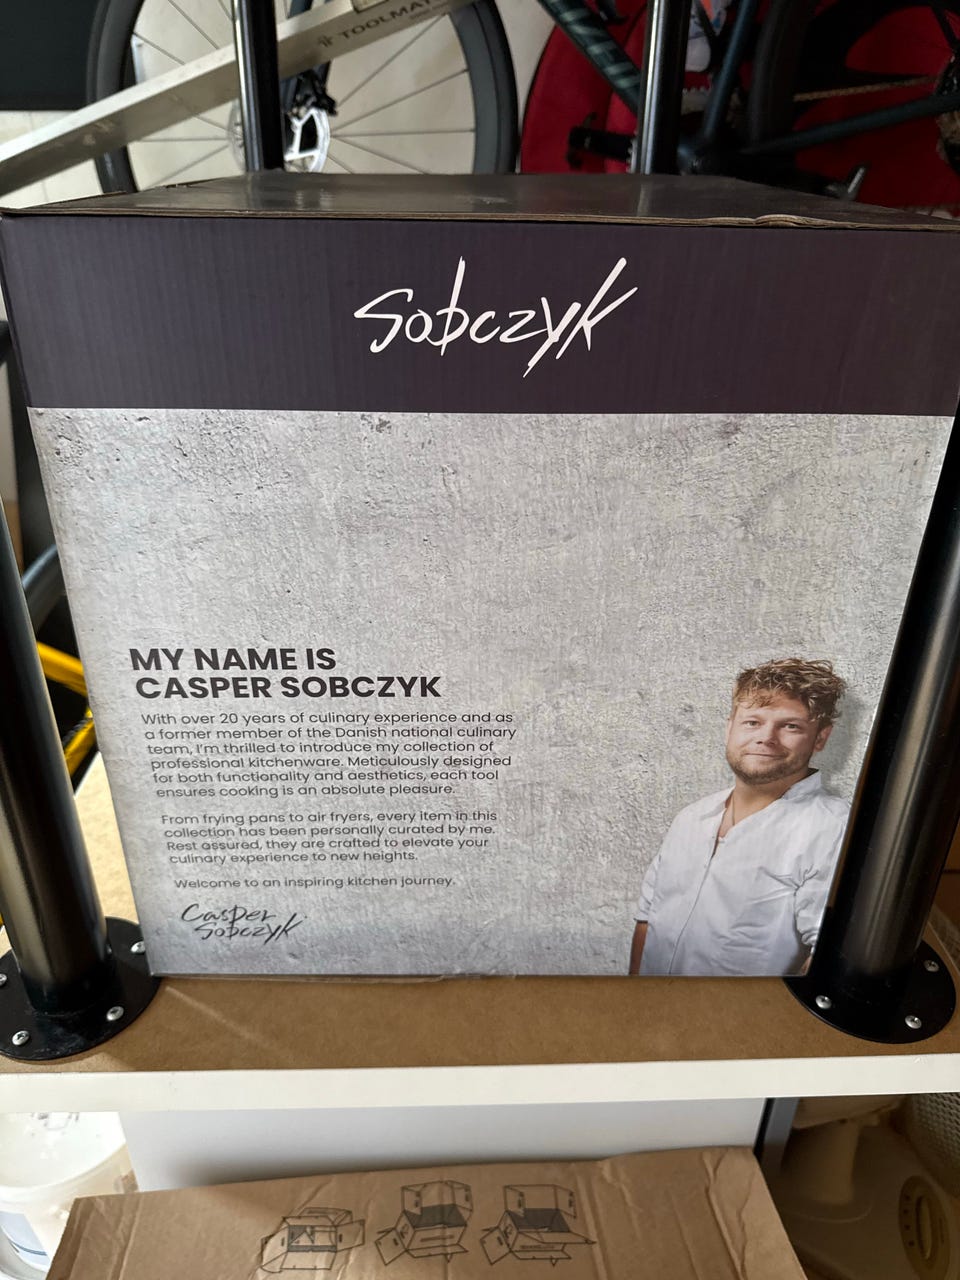 TOOLMAT
Sobczyk
MY NAME IS
CASPER SOBCZYK
With over 20 years of culinary experience and as
a former member of the Danish national culinary
team, I'm thrilled to introduce my collection of
professional kitchenware. Meticulously designed
for both functionality and aesthetics, each tool
ensures cooking is an absolute pleasure.
From frying pans to air fryers, every item in this
collection has been personally curated by me.
Rest assured, they are crafted to elevate your
culinary experience to new heights.
Welcome to an inspiring kitchen journey.
Casper
Sobczyk